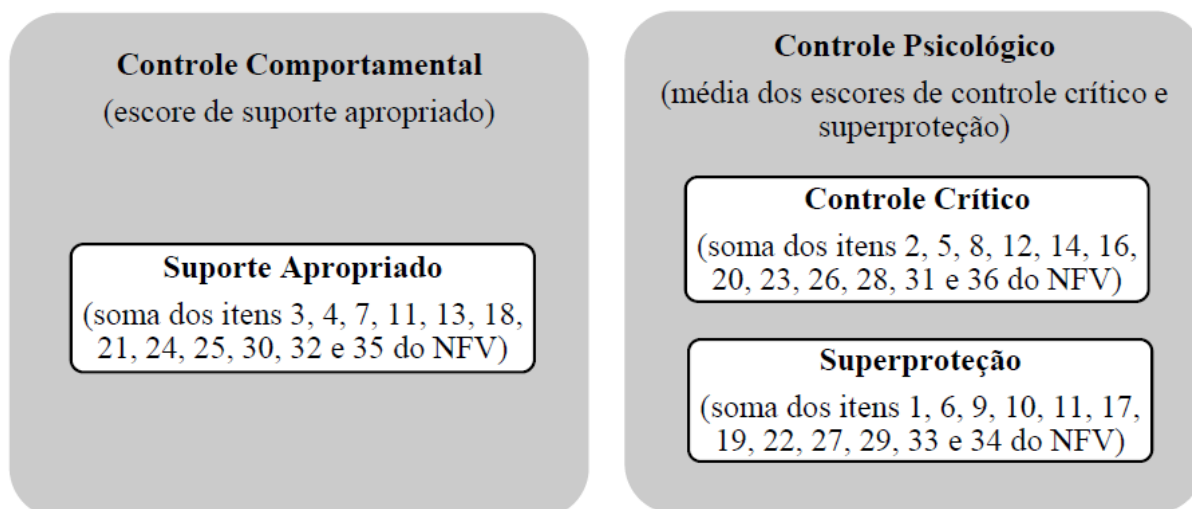 Controle Comportamental
(escore de suporte apropriado)
Suporte Apropriado
(soma dos itens 3, 4, 7, 11, 13, 18,
21, 24, 25, 30, 32 e 35 do NFV)
Controle Psicológico
(média dos escores de controle crítico e
superproteção)
Controle Crítico
(soma dos itens 2, 5, 8, 12, 14, 16,
20, 23, 26, 28, 31 e 36 do NFV)
Superproteção
(soma dos itens 1, 6, 9, 10, 11, 17,
19, 22, 27, 29, 33 e 34 do NFV)